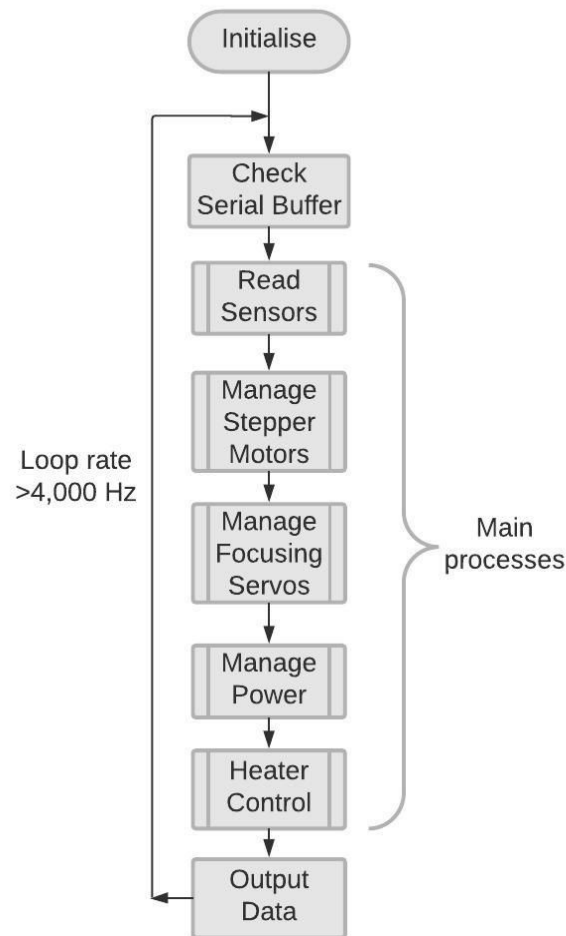 Initialise
Check
Serial Buffer
Read
Sensors
Manage
Stepper
Motors
Loop rate
>4,000 Hz
Manage
Focusing
Servos
Main
processes
Manage
Power
Heater
Control
Output
Data